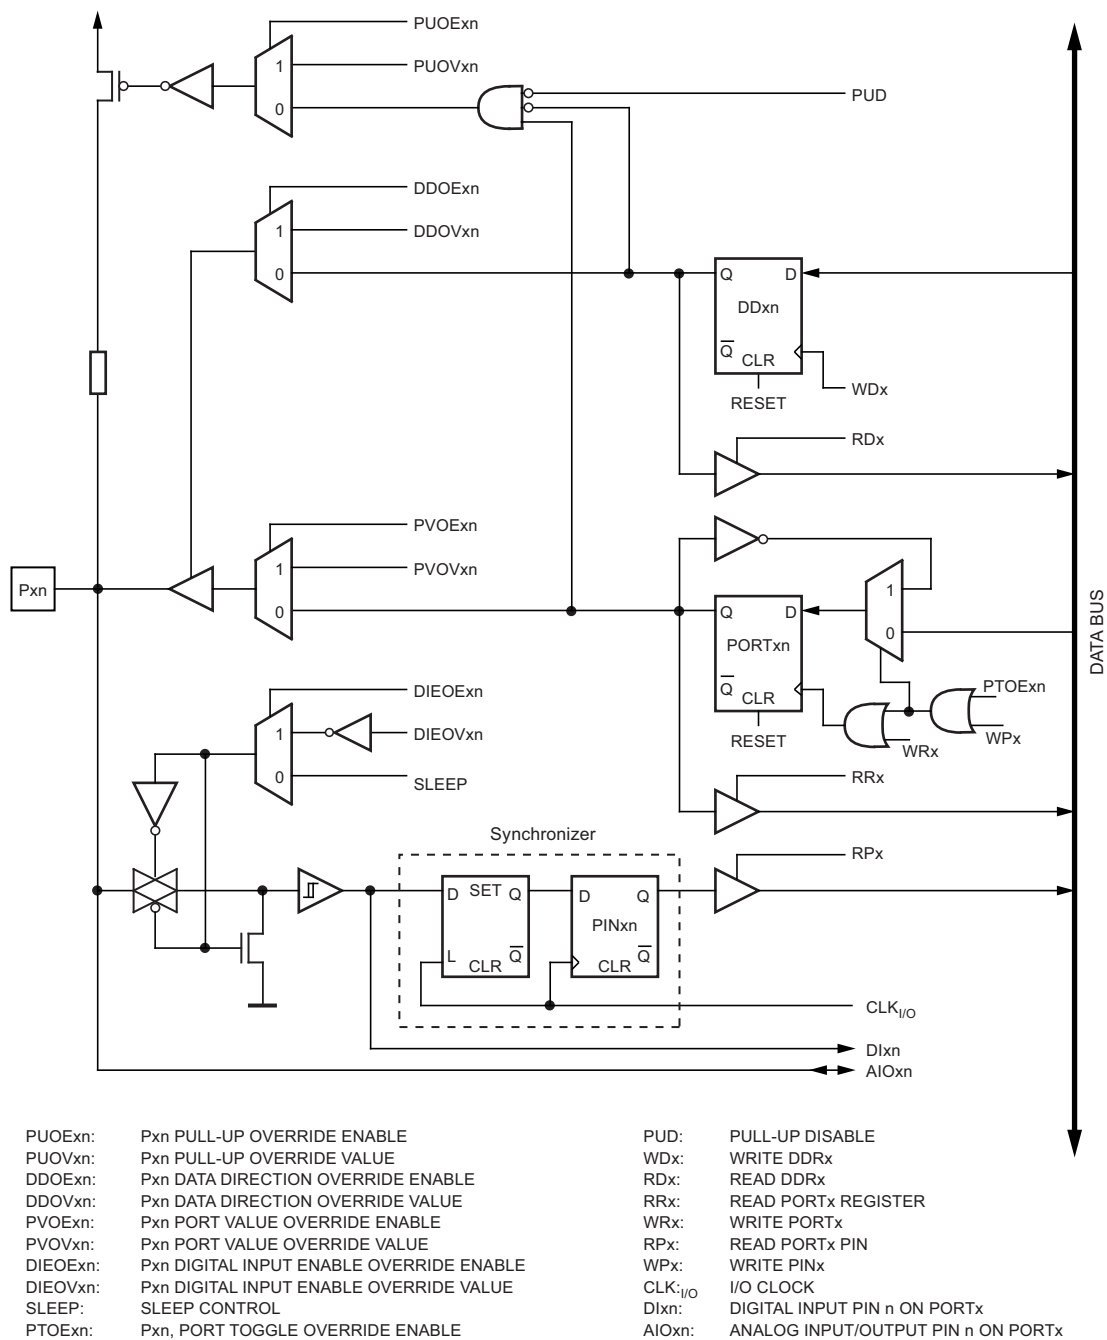 PUOExn
1
PUOVxn
0
PUD
DDOExn
1
DDOVxn
0
Q D
DDxn
Q
CLR
RESET
WDx
RDx
PVOExn
1
PVOVxn
0
Pxn
1
0
Q D
PORTxn
Q
CLR
RESET
PTOExn
WPx
WRx
DATA BUS
DIEOExn
1
DIEOVxn
0
SLEEP
RRx
Synchronizer
RPx
D SET Q
L CLR Q
D Q
PINxn
CLR Q
CLKI/O
DIxn
AIOxn
PUOExn: Pxn PULL-UP OVERRIDE ENABLE
PUOVxn: Pxn PULL-UP OVERRIDE VALUE
DDOExn: Pxn DATA DIRECTION OVERRIDE ENABLE
DDOVxn: Pxn DATA DIRECTION OVERRIDE VALUE
PVOExn: Pxn PORT VALUE OVERRIDE ENABLE
PVOVxn: Pxn PORT VALUE OVERRIDE VALUE
DIEOExn: Pxn DIGITAL INPUT ENABLE OVERRIDE ENABLE
DIEOVxn: Pxn DIGITAL INPUT ENABLE OVERRIDE VALUE
SLEEP: SLEEP CONTROL
PTOExn: Pxn, PORT TOGGLE OVERRIDE ENABLE
PUD: PULL-UP DISABLE
WDx: WRITE DDRx
RDx: READ DDRx
RRx: READ PORTx REGISTER
WRx: WRITE PORTx
RPx: READ PORTx PIN
WPx: WRITE PINx
CLK:I/O I/O CLOCK
DIxn: DIGITAL INPUT PIN n ON PORTx
AIOxn: ANALOG INPUT/OUTPUT PIN n ON PORTx